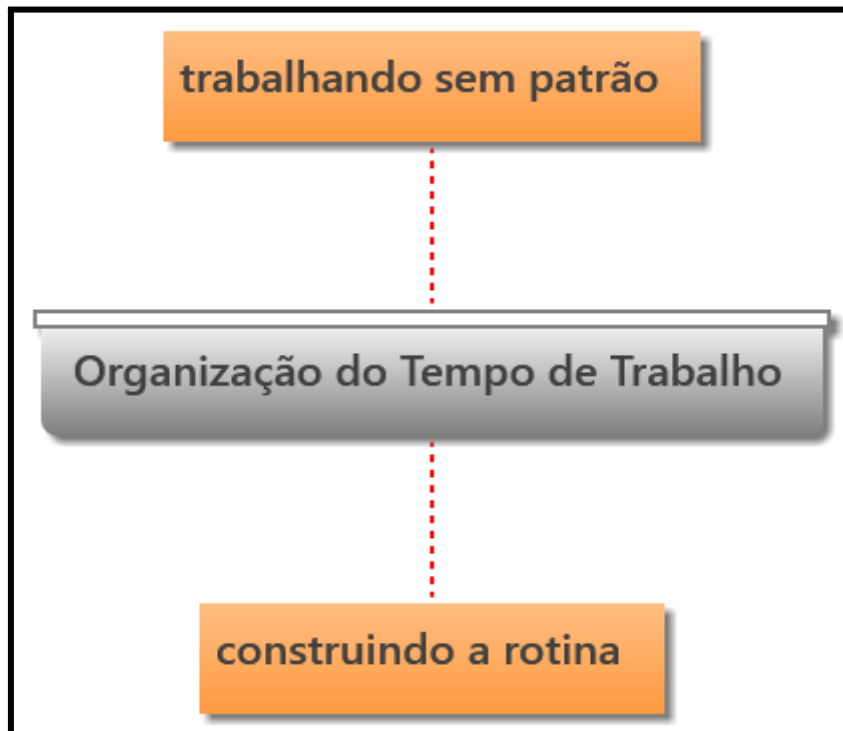 trabalhando sem patrão
Organização do Tempo de Trabalho
construindo a rotina